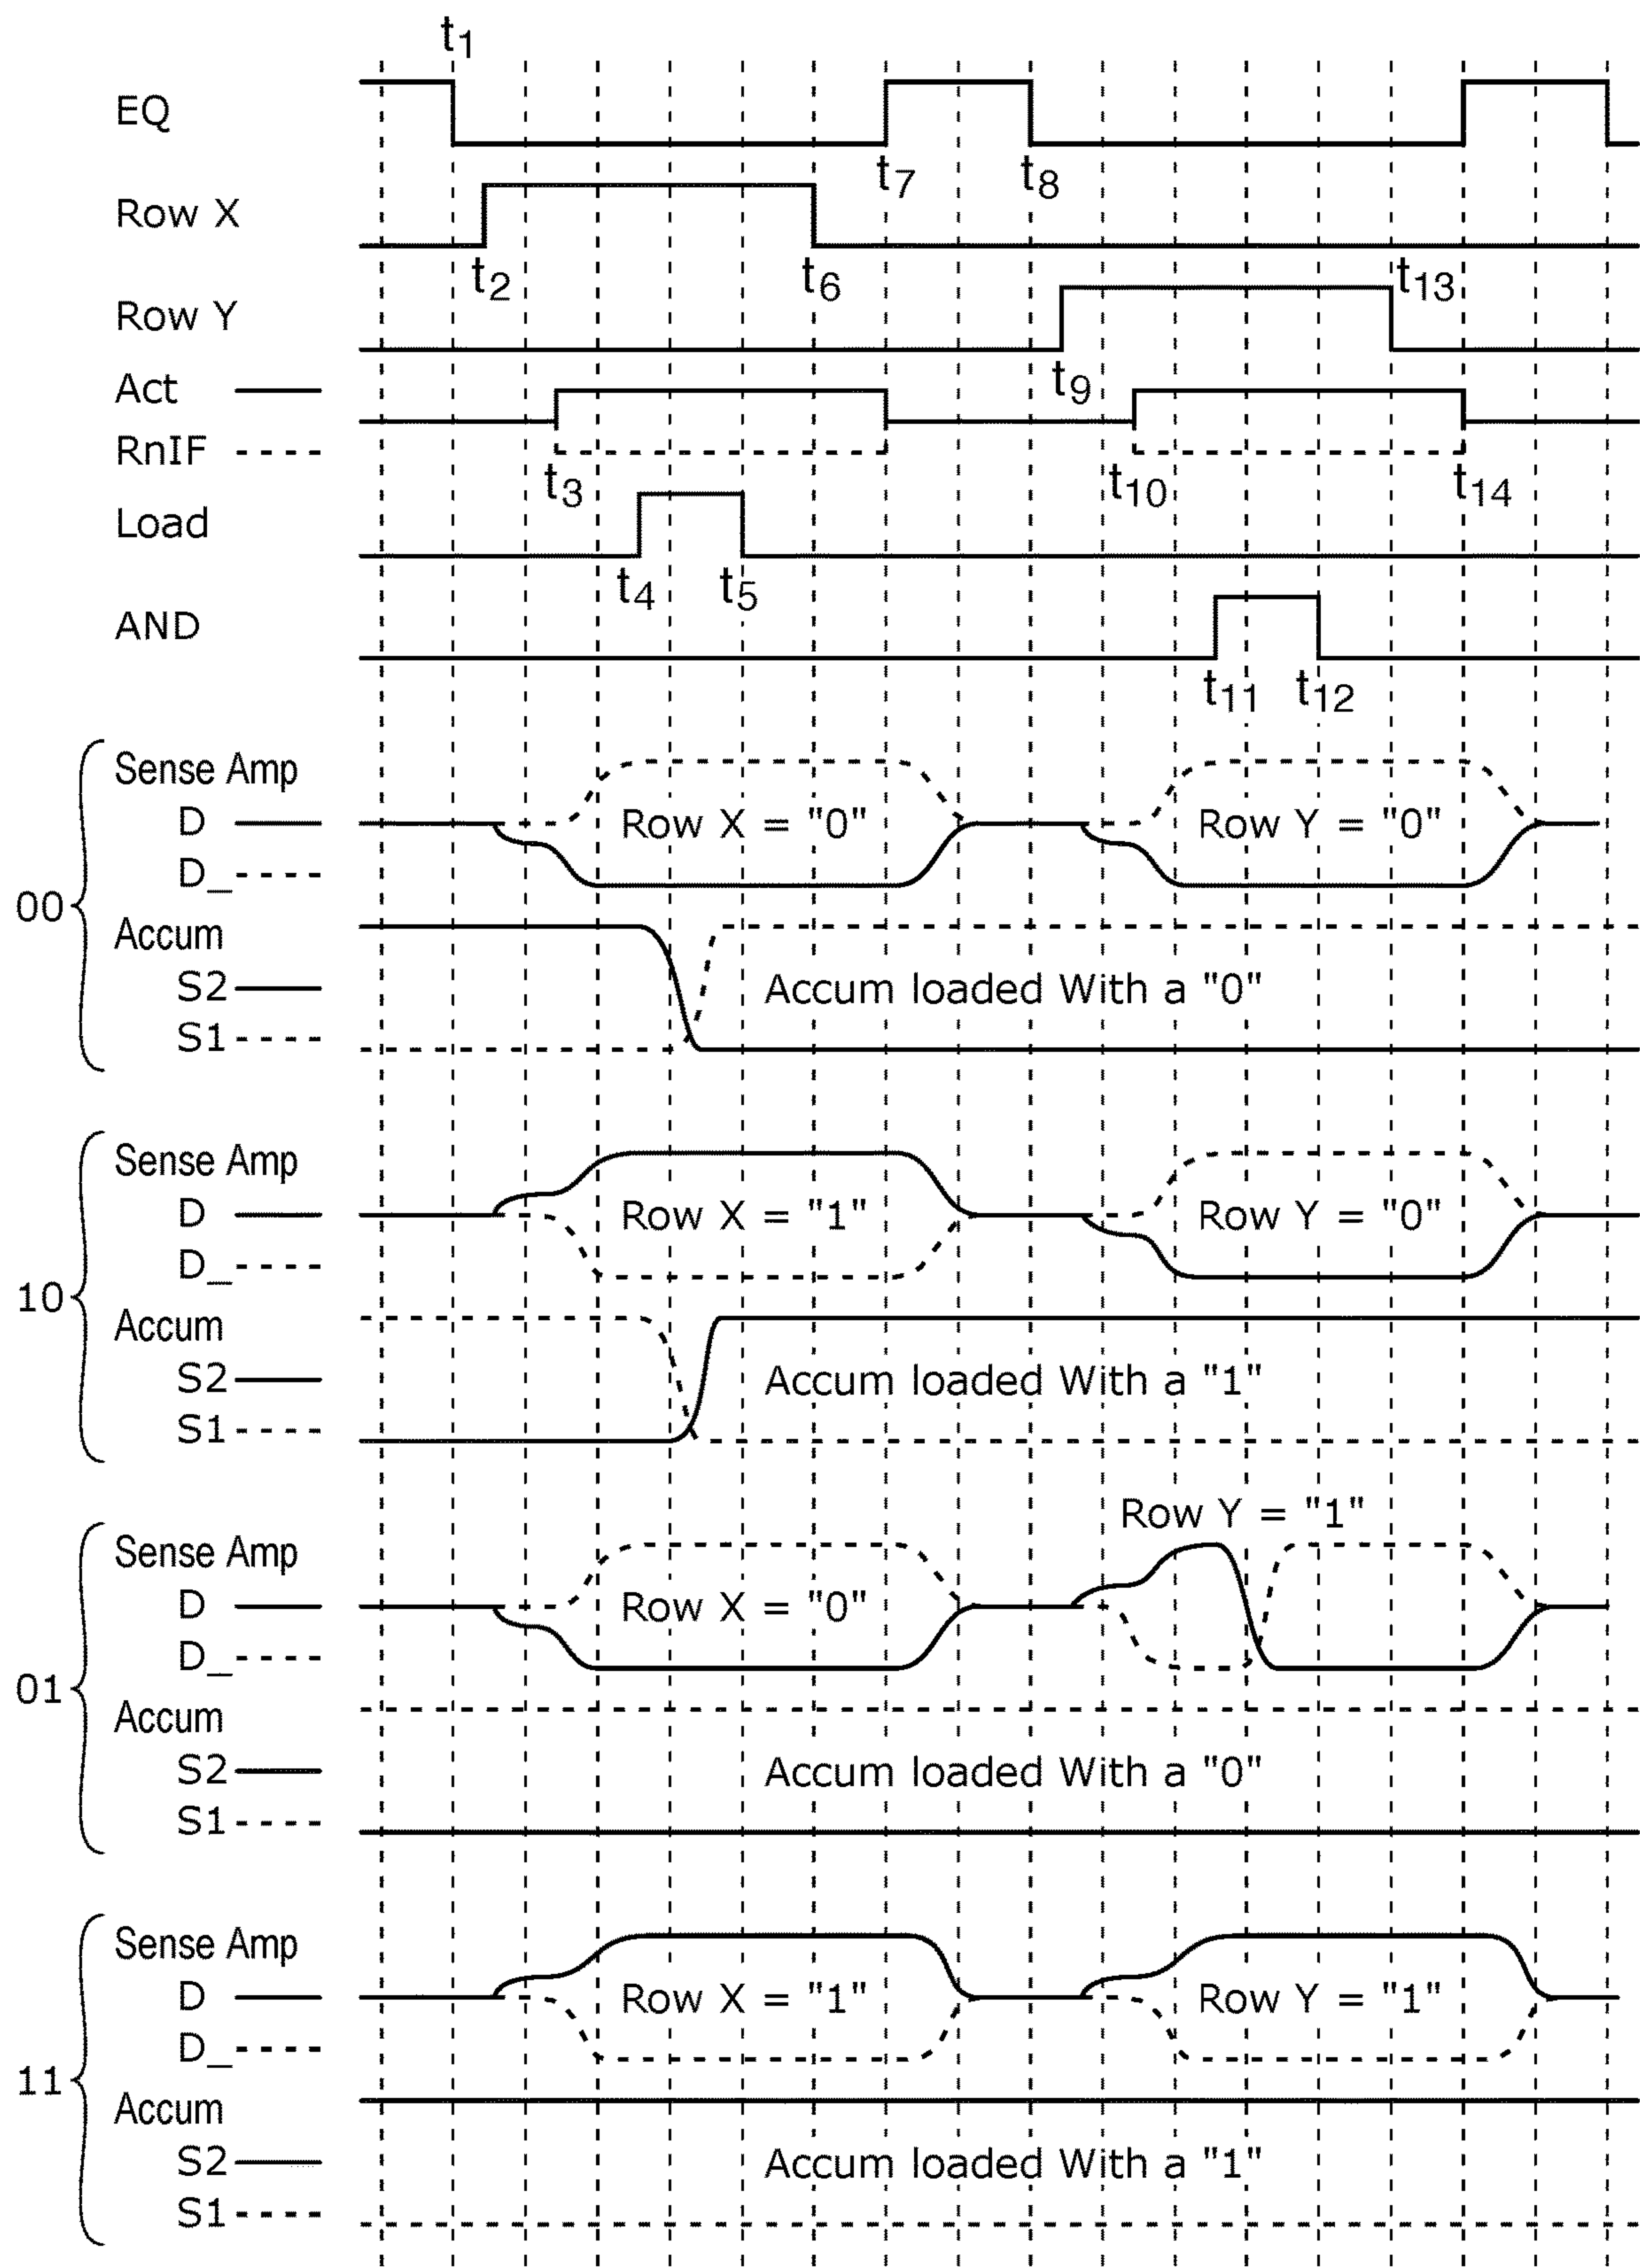 t1
EQ
t7 t8
Row X
t2 t6 t13
Row Y
t9
Act
RnIF
t3 t10 t14
Load
t4 t5
AND
t11 t12
Sense Amp
D Row X = "0" Row Y = "0"
D_
00
Accum
S2 Accum loaded With a "0"
S1
Sense Amp
D Row X = "1" Row Y = "0"
D_
10
Accum
S2 Accum loaded With a "1"
S1
Row Y = "1"
Sense Amp
D Row X = "0"
D_
01
Accum
S2 Accum loaded With a "0"
S1
Sense Amp
D Row X = "1" Row Y = "1"
D_
11
Accum
S2 Accum loaded With a "1"
S1